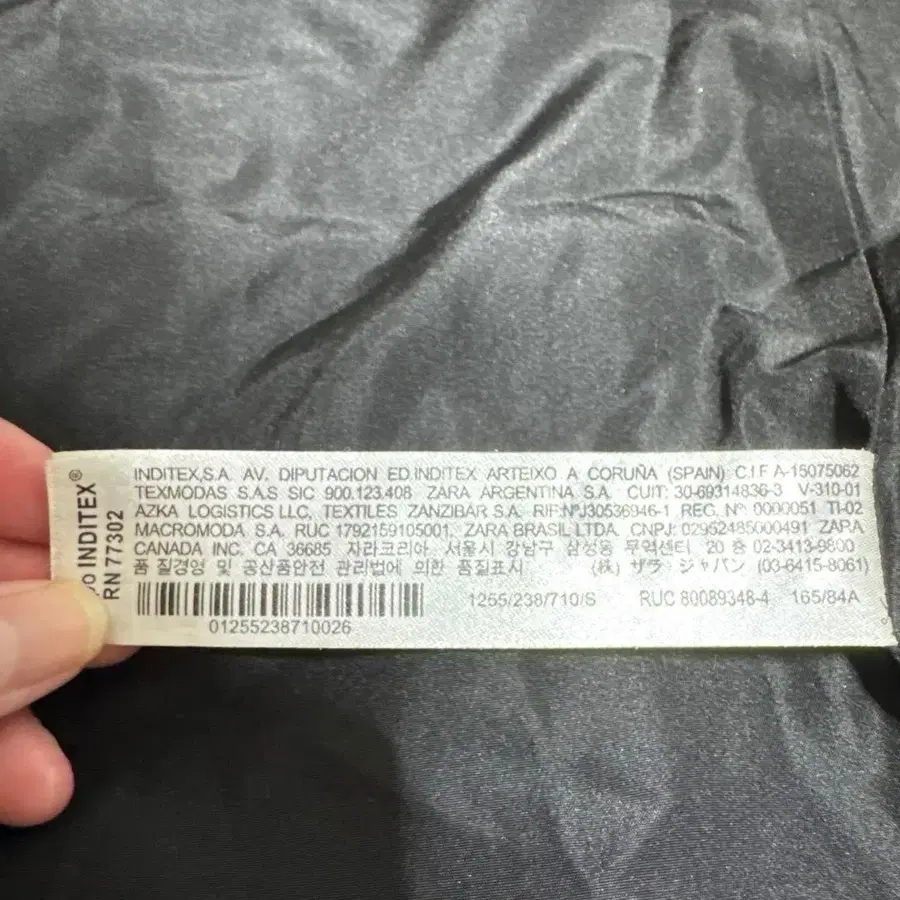 INDITEX®
RN 77302
INDITEX,S.A. AV. DIPUTACION ED.INDITEX ARTEIXO A CORUÑA (SPAIN) C.I.F A-15075062
TEXMODAS S.A.S SIC 900.123.408 ZARA ARGENTINA S.A. CUIT: 30-69314836-3 V-310-01
AZKA LOGISTICS LLC, TEXTILES ZANZIBAR S.A. RIF:NºJ30536946-1 REG. Nº 0000051 TI-02
MACROMODA S.A. RUC 1792159105001. ZARA BRASIL LTDA. CNPJ: 02952485000491 ZARA
CANADA INC. CA 36685 자라코리아 서울시 강남구 삼성동 무역센터 20 층 02-3413-9800
품 질경영 및 공산품안전 관리법에 의한 품질표시 (株) ザラ・ジャパン (03-6415-8061)
1255/238/710/S RUC 80089348-4 165/84A
01255238710026